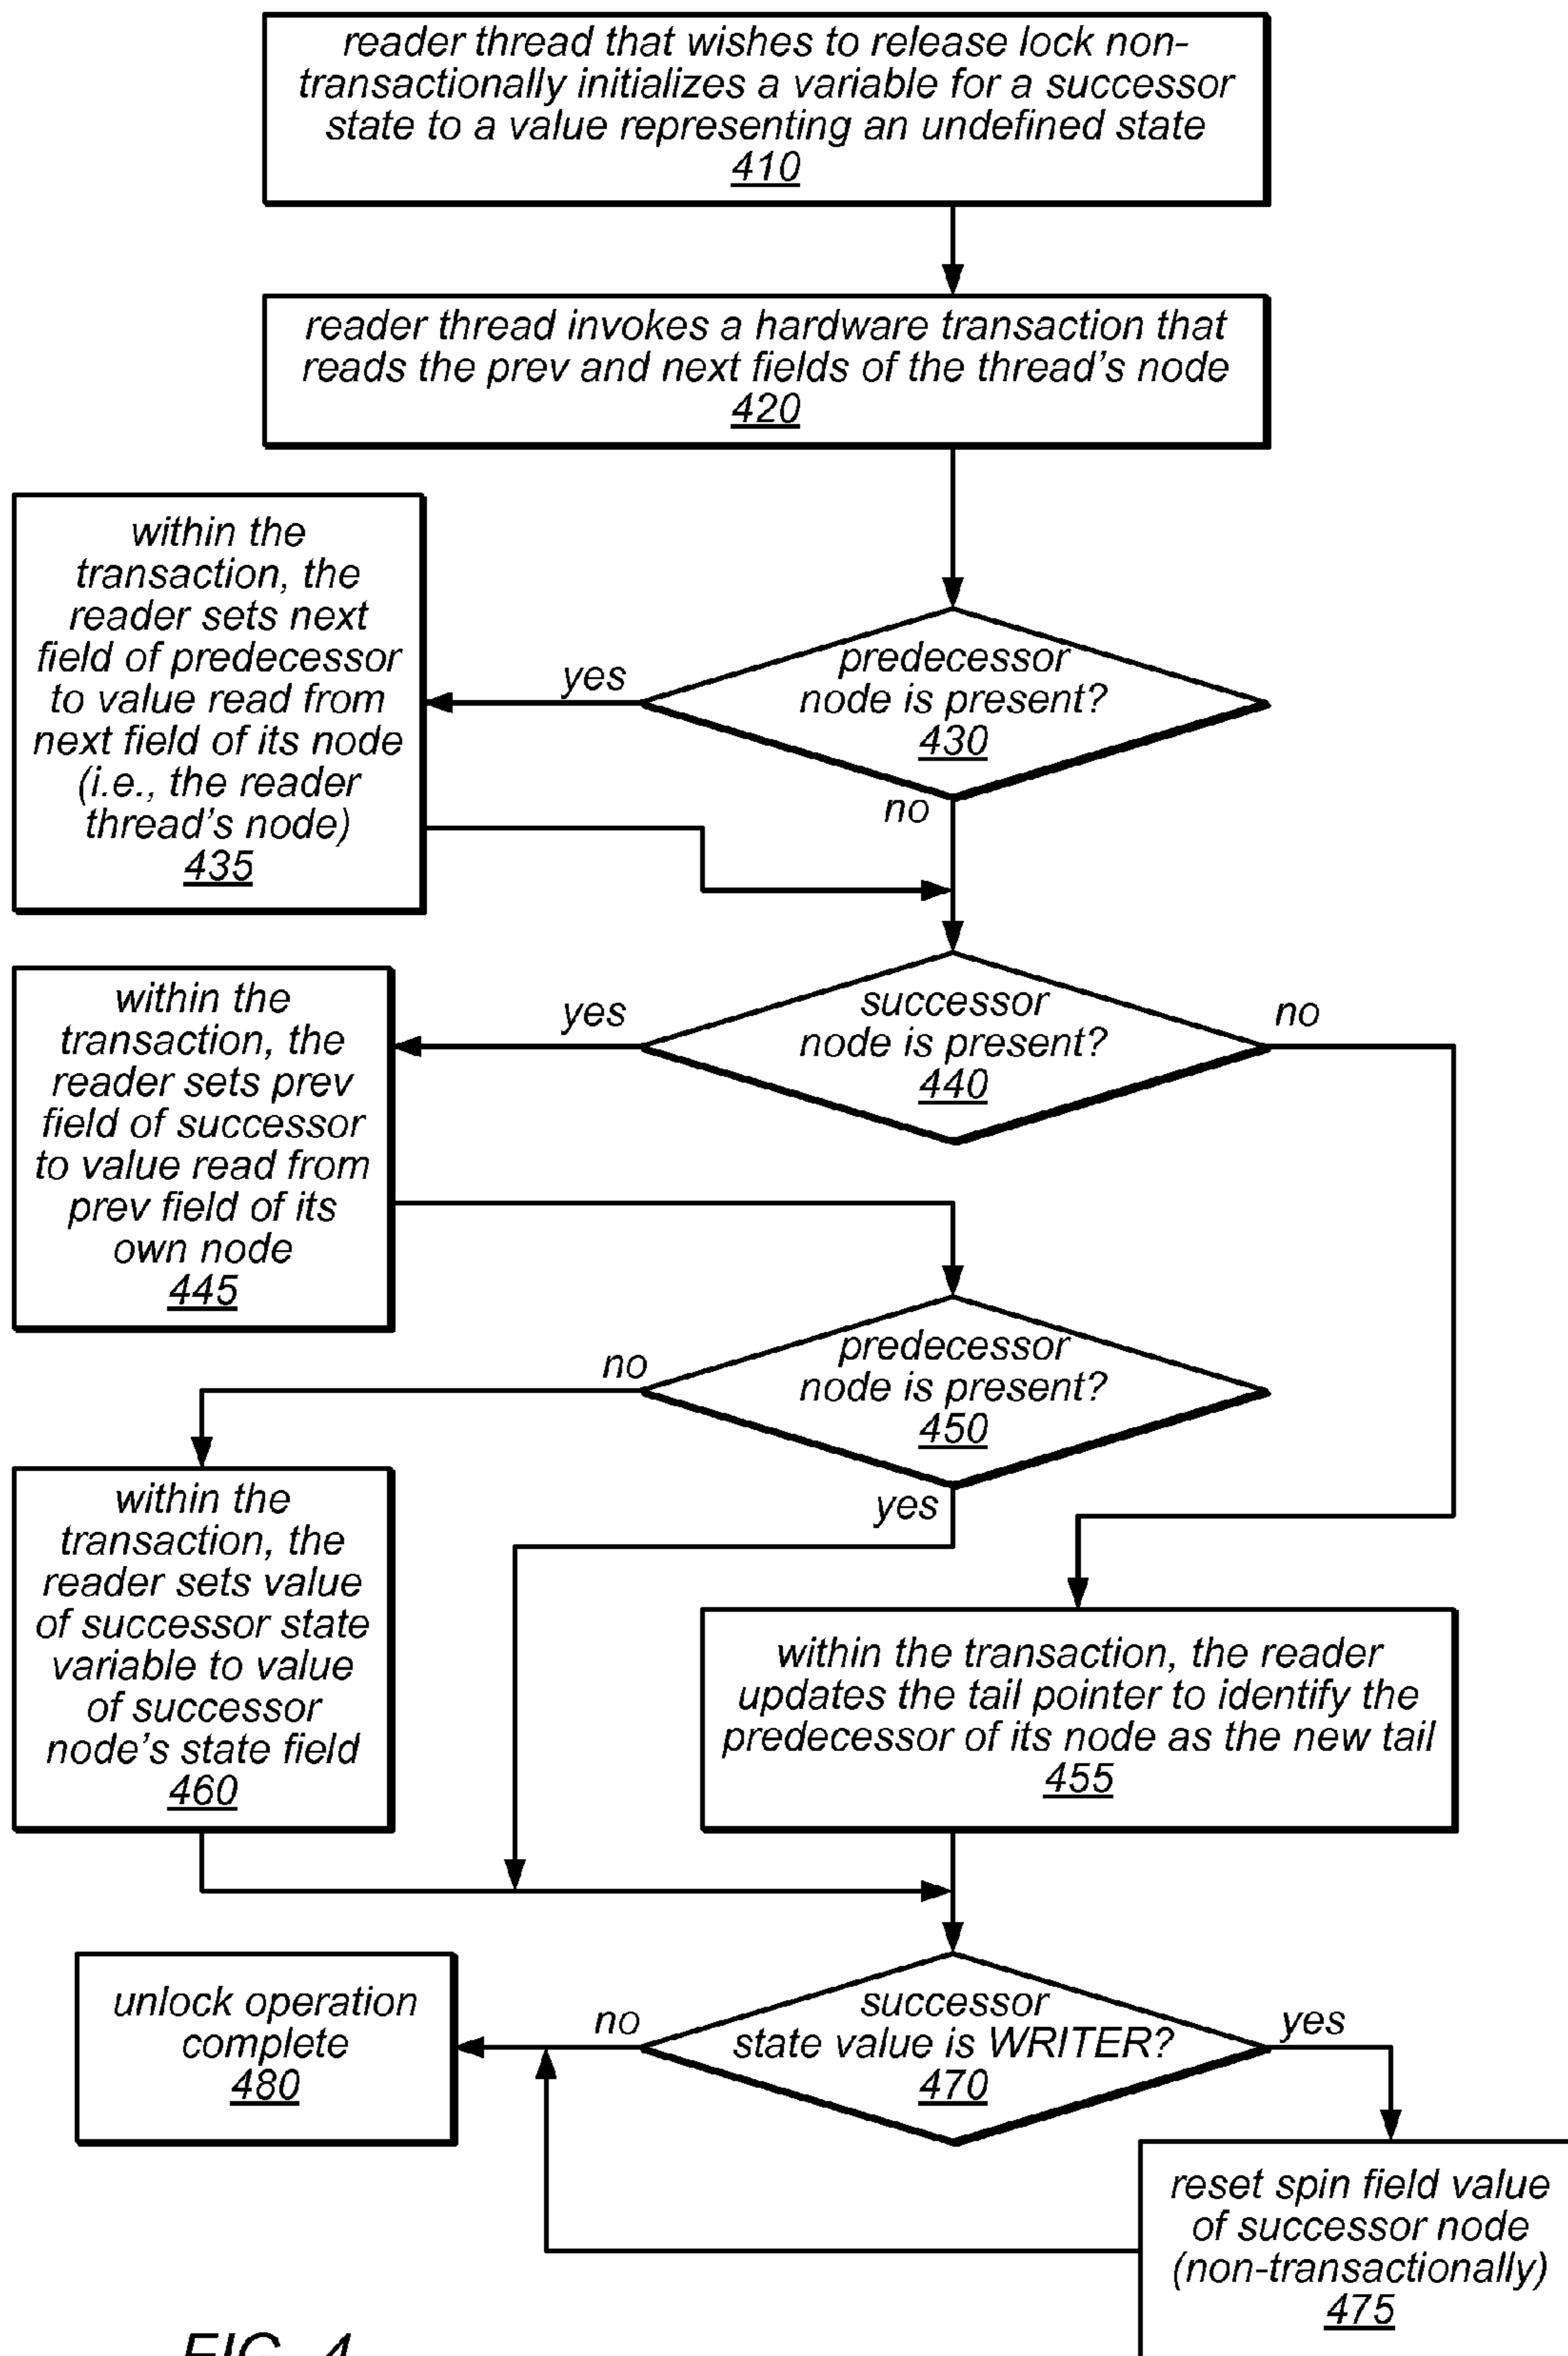 reader thread that wishes to release lock non-
transactionally initializes a variable for a successor
state to a value representing an undefined state
410
reader thread invokes a hardware transaction that
reads the prev and next fields of the thread's node
420
within the
transaction, the
reader sets next
field of predecessor
to value read from
next field of its node
(i.e., the reader
thread's node)
435
yes
predecessor
node is present?
430
no
within the
transaction, the
reader sets prev
field of successor
to value read from
prev field of its
own node
445
yes
successor
node is present?
440
no
no
predecessor
node is present?
450
yes
within the
transaction, the
reader sets value
of successor state
variable to value
of successor
node's state field
460
within the transaction, the reader
updates the tail pointer to identify the
predecessor of its node as the new tail
455
unlock operation
complete
480
no
successor
state value is WRITER?
470
yes
reset spin field value
of successor node
(non-transactionally)
475
FIG. 4